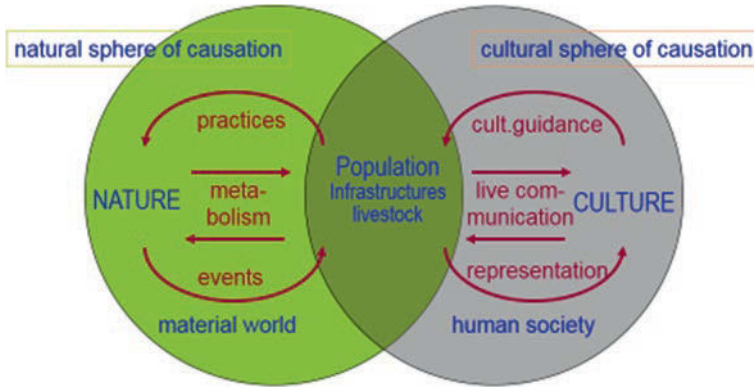 natural sphere of causation
cultural sphere of causation
practices
cult.guidance
Population
Infrastructures
livestock
NATURE
meta-
bolism
live com-
munication
CULTURE
events
representation
material world
human society